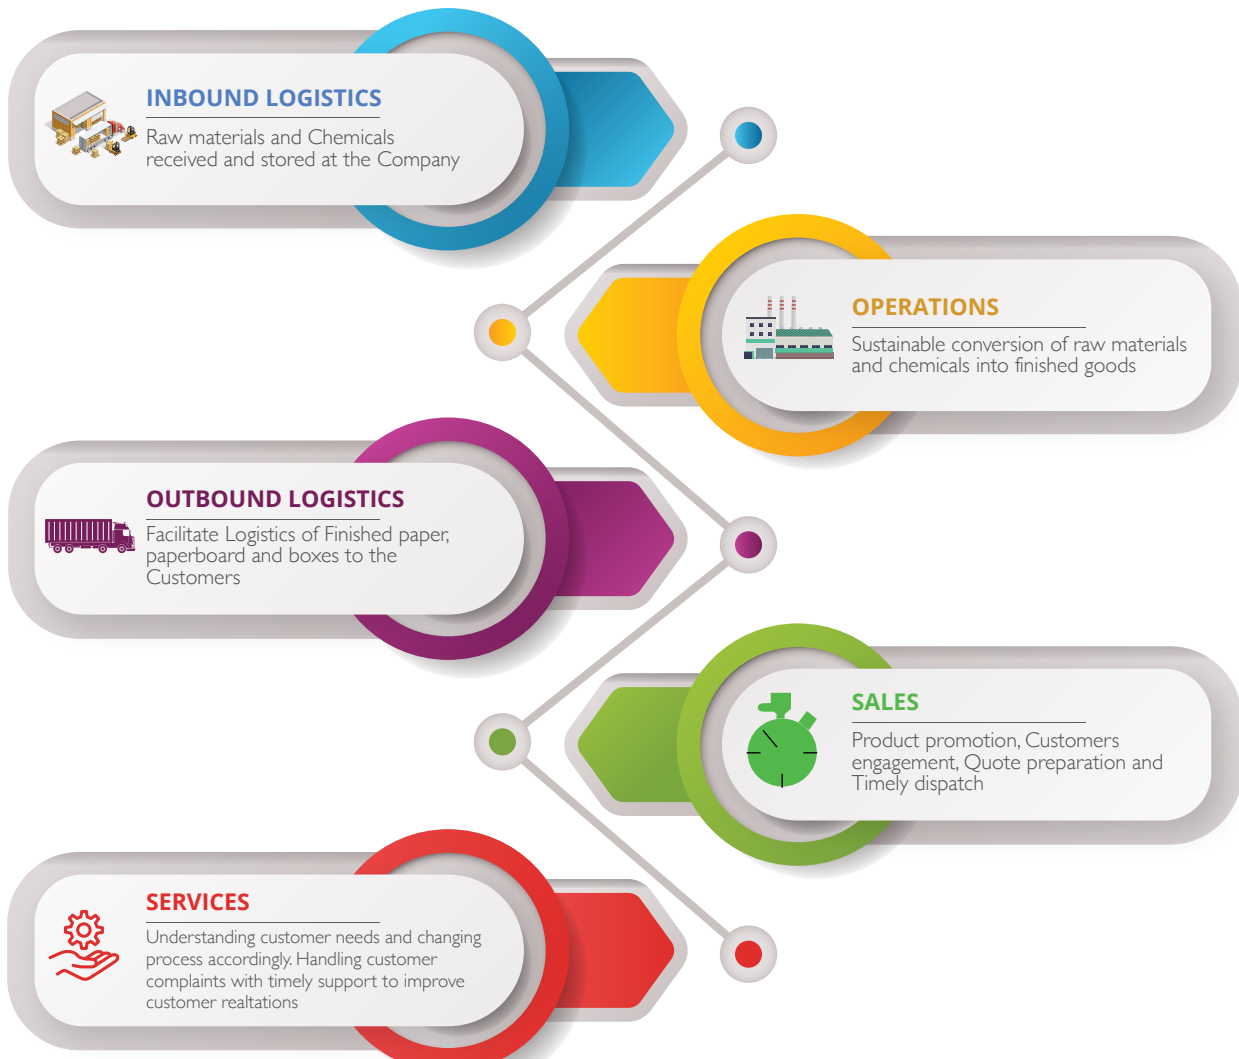 INBOUND LOGISTICS
Raw materials and Chemicals
received and stored at the Company
OPERATIONS
Sustainable conversion of raw materials
and chemicals into finished goods
OUTBOUND LOGISTICS
Facilitate Logistics of Finished paper,
paperboard and boxes to the
Customers
SALES
Product promotion, Customers
engagement, Quote preparation and
Timely dispatch
SERVICES
Understanding customer needs and changing
process accordingly. Handling customer
complaints with timely support to improve
customer realtations